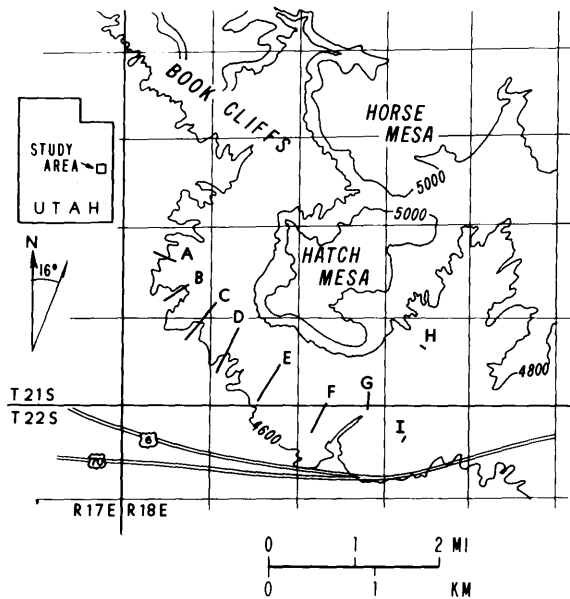 BOOK CLIFFS
HORSE
MESA
STUDY
AREA
UTAH
5000
5000
N
16°
HATCH
MESA
A
B
C
D
E
F
G
H
I
4800
4600
T21S
T22S
6
70
R17E R18E
0 1 2 MI
0 1 KM